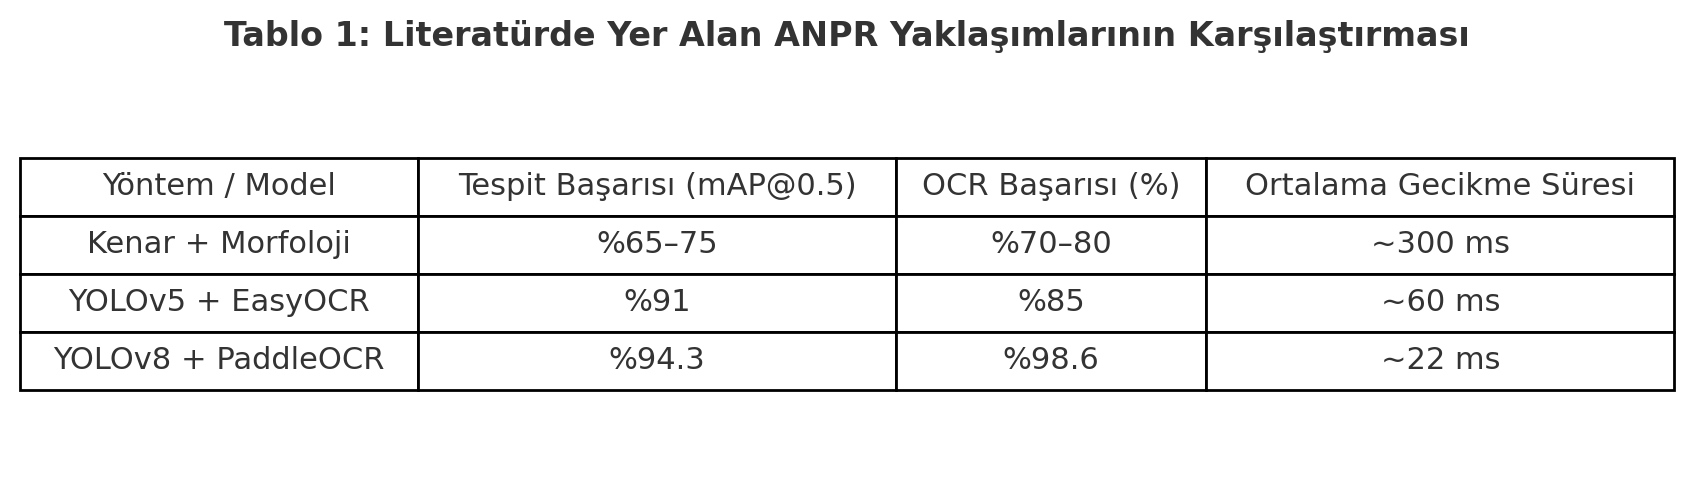 Tablo 1: Literatürde Yer Alan ANPR Yaklaşımlarının Karşılaştırması
Yöntem / Model Tespit Başarısı (mAP@0.5) OCR Başarısı (%) Ortalama Gecikme Süresi
Kenar + Morfoloji %65–75 %70–80 ~300 ms
YOLOv5 + EasyOCR %91 %85 ~60 ms
YOLOv8 + PaddleOCR %94.3 %98.6 ~22 ms